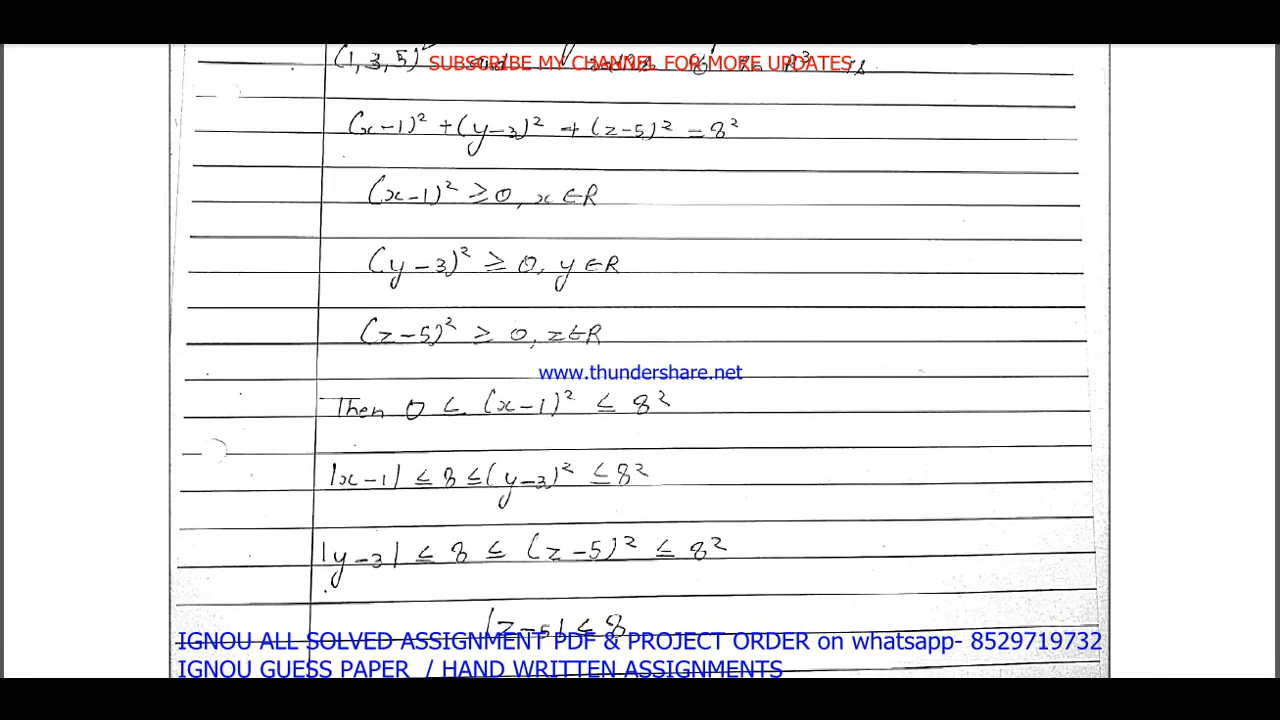 (1, 3, 5)
SUBSCRIBE MY CHANNEL FOR MORE UPDATES
(x-1)² + (y-3)² + (z-5)² = 8²
(x-1)² ≥ 0, x ∈ R
(y-3)² ≥ 0, y ∈ R
(z-5)² ≥ 0, z ∈ R
www.thundershare.net
Then 0 ≤ (x-1)² ≤ 8²
|x-1| ≤ 8 ≤ (y-3)² ≤ 8²
|y-3| ≤ 8 ≤ (z-5)² ≤ 8²
|z-5| ≤ 8
IGNOU ALL SOLVED ASSIGNMENT PDF & PROJECT ORDER on whatsapp- 8529719732
IGNOU GUESS PAPER / HAND WRITTEN ASSIGNMENTS